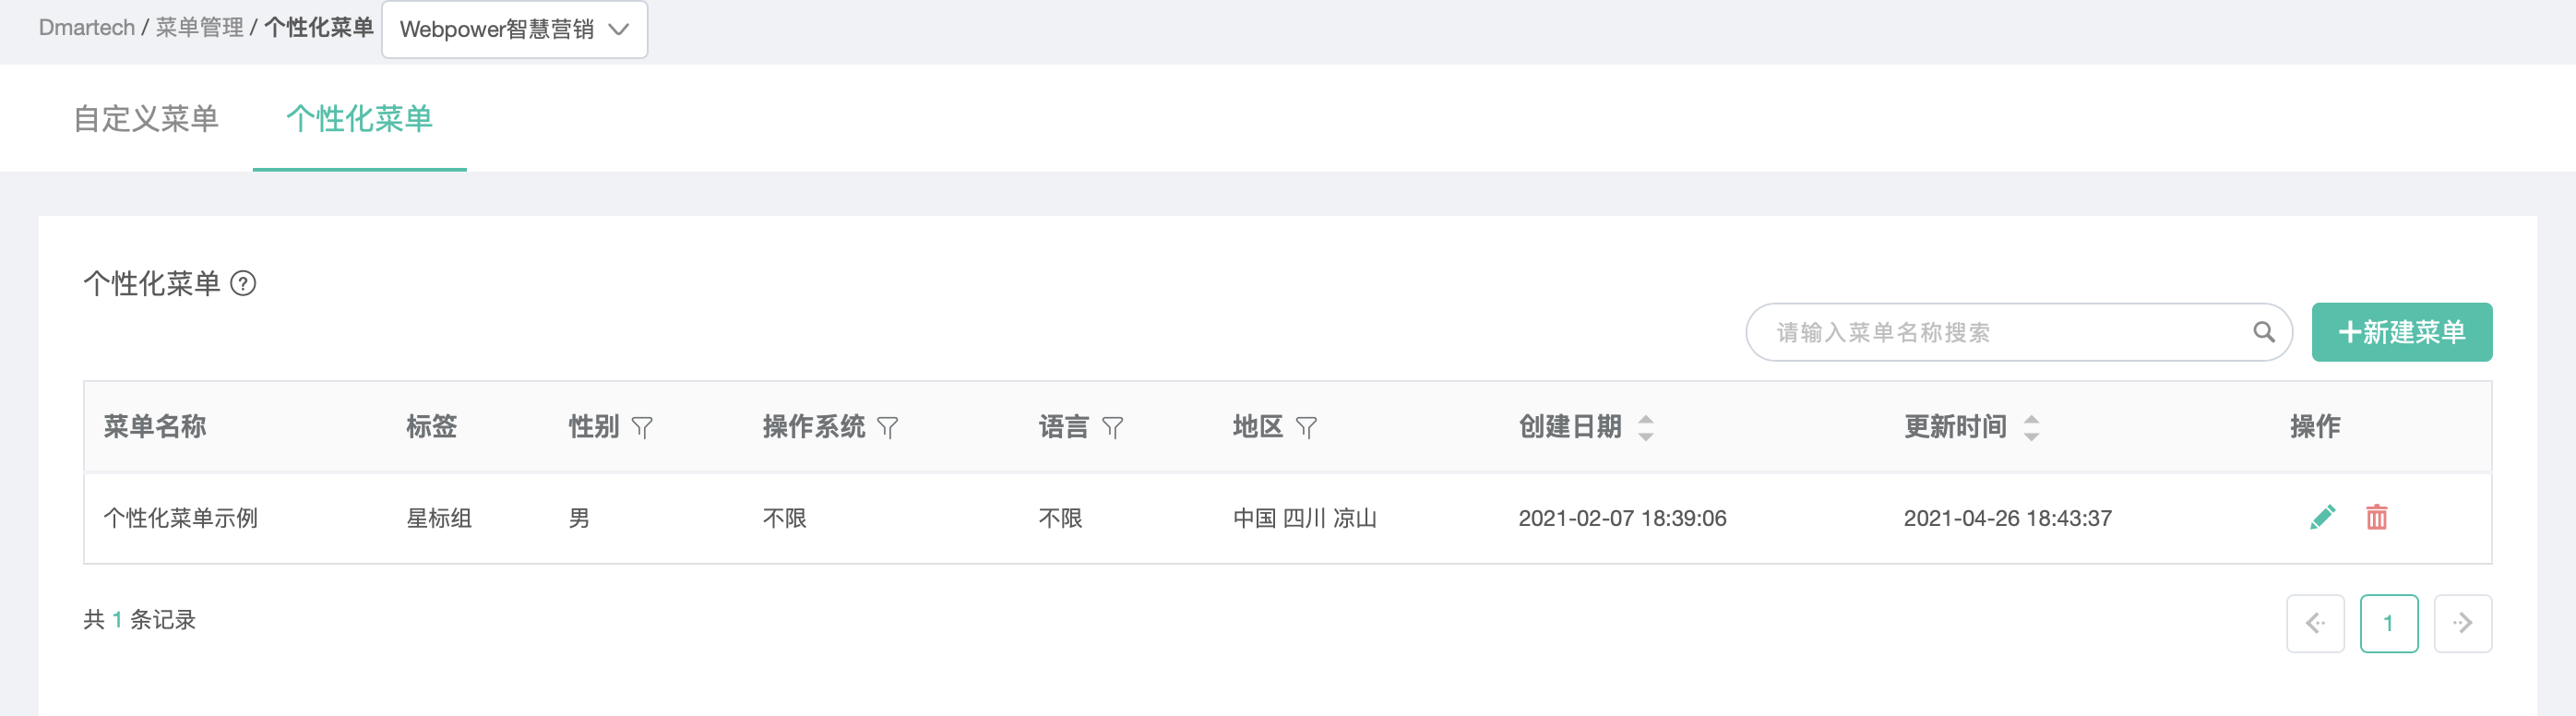 Dmartech / 菜单管理 / 个性化菜单 Webpower智慧营销
自定义菜单 个性化菜单
个性化菜单 ?
请输入菜单名称搜索 +新建菜单
菜单名称 标签 性别 操作系统 语言 地区 创建日期 更新时间 操作
个性化菜单示例 星标组 男 不限 不限 中国 四川 凉山 2021-02-07 18:39:06 2021-04-26 18:43:37
共 1 条记录 1